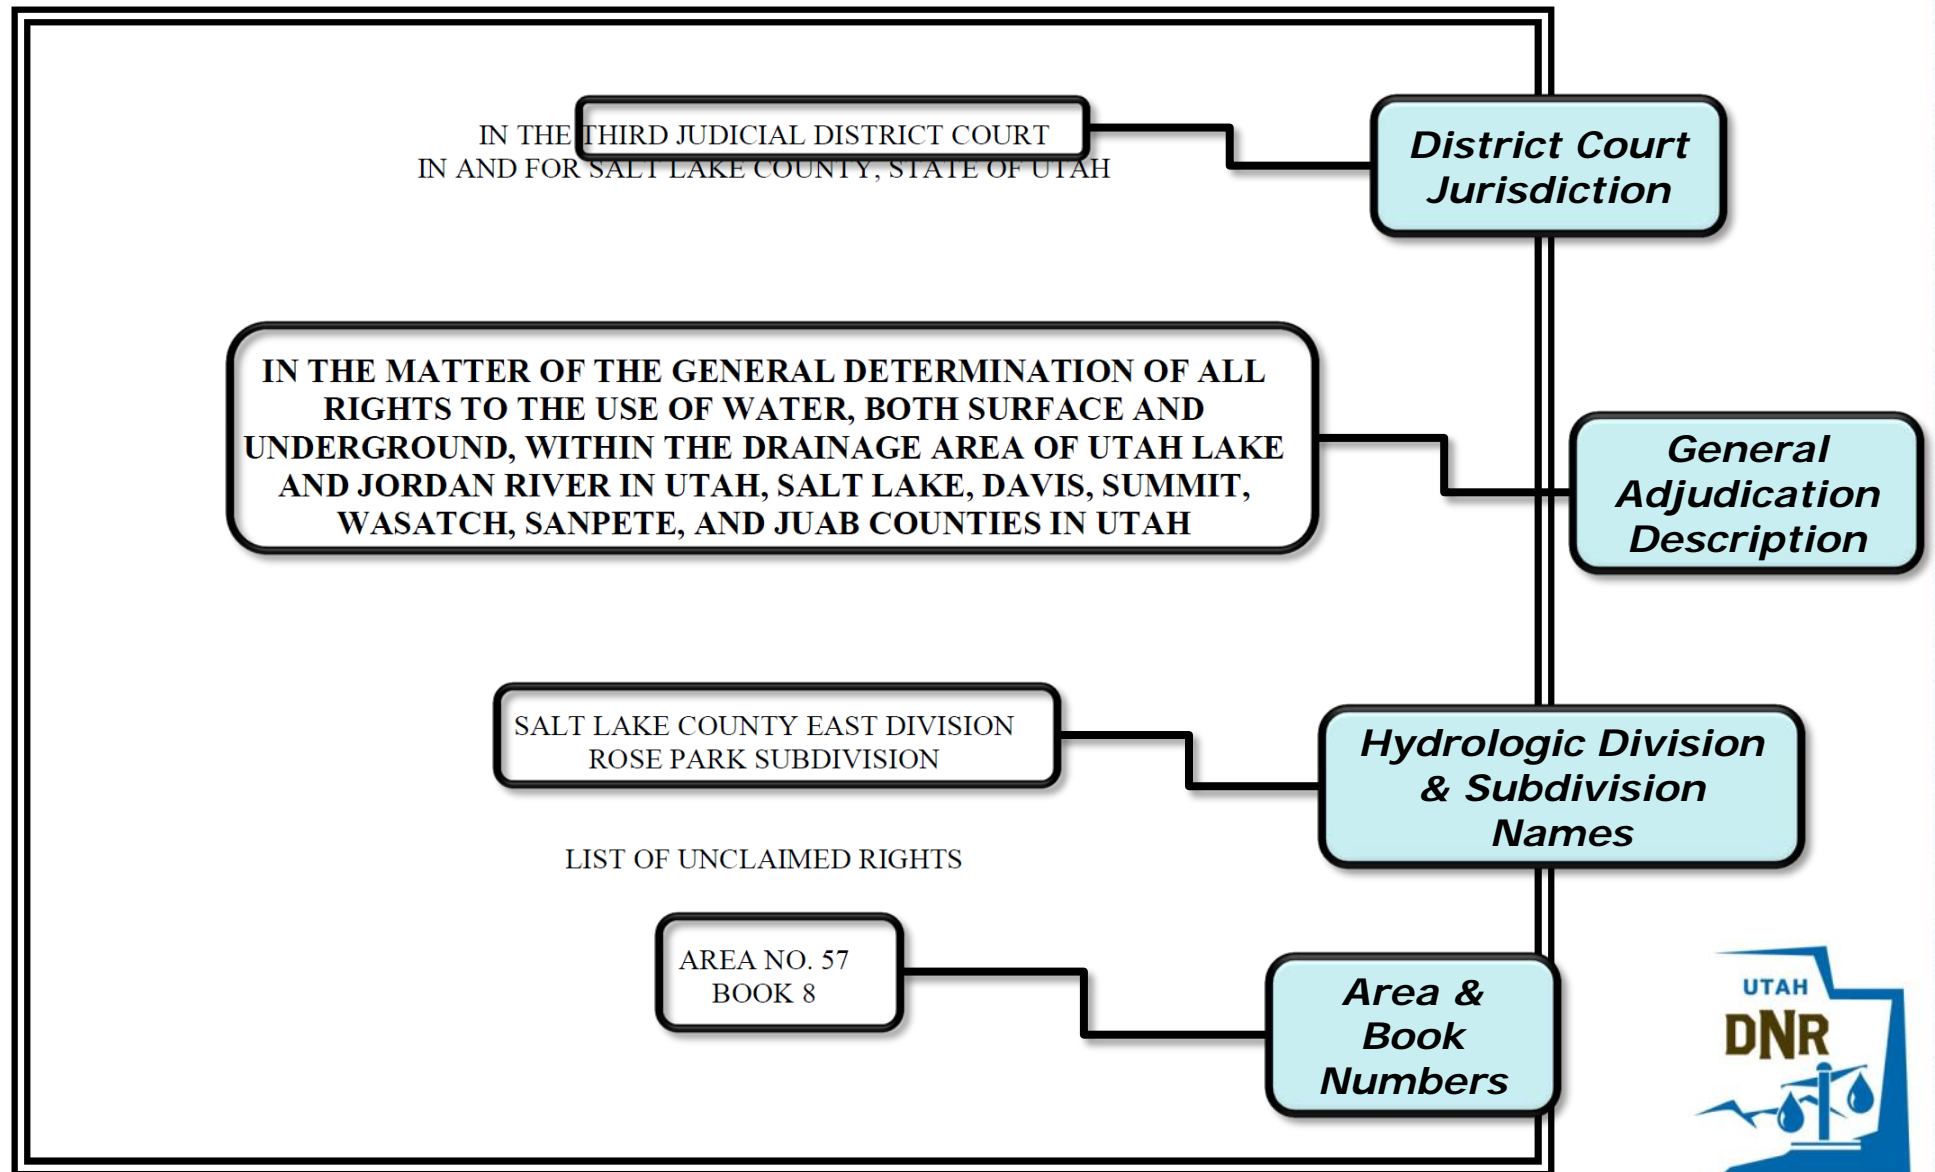 IN THE THIRD JUDICIAL DISTRICT COURT
IN AND FOR SALT LAKE COUNTY, STATE OF UTAH
District Court
Jurisdiction
IN THE MATTER OF THE GENERAL DETERMINATION OF ALL
RIGHTS TO THE USE OF WATER, BOTH SURFACE AND
UNDERGROUND, WITHIN THE DRAINAGE AREA OF UTAH LAKE
AND JORDAN RIVER IN UTAH, SALT LAKE, DAVIS, SUMMIT,
WASATCH, SANPETE, AND JUAB COUNTIES IN UTAH
General
Adjudication
Description
SALT LAKE COUNTY EAST DIVISION
ROSE PARK SUBDIVISION
Hydrologic Division
& Subdivision
Names
LIST OF UNCLAIMED RIGHTS
AREA NO. 57
BOOK 8
Area &
Book
Numbers
UTAH
DNR